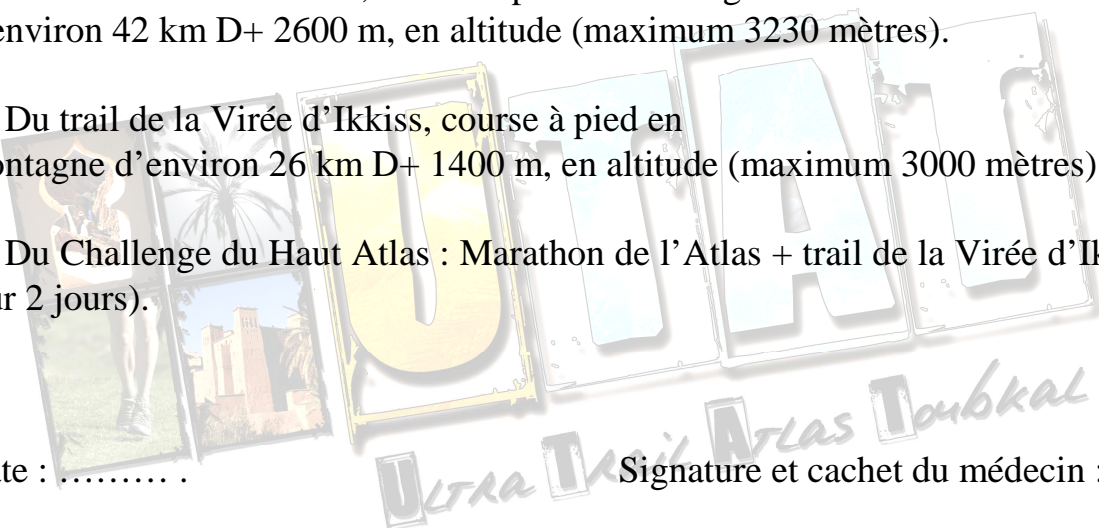 environ 42 km D+ 2600 m, en altitude (maximum 3230 mètres).
Du trail de la Virée d’Ikkiss, course à pied en
ontagne d’environ 26 km D+ 1400 m, en altitude (maximum 3000 mètres)
Du Challenge du Haut Atlas : Marathon de l’Atlas + trail de la Virée d’Ik
ur 2 jours).
UTAT
ULTRA TRAIL ATLAS TOUBKAL
te : ……… . Signature et cachet du médecin :